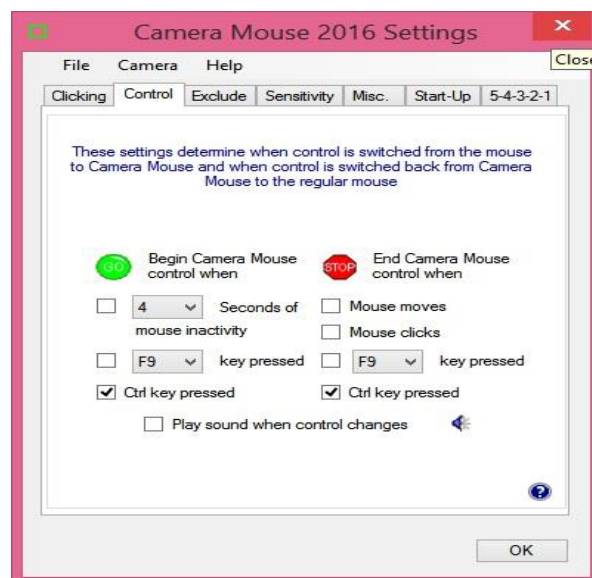 Camera Mouse 2016 Settings
Close
File Camera Help
Clicking Control Exclude Sensitivity Misc. Start-Up 5-4-3-2-1
These settings determine when control is switched from the mouse
to Camera Mouse and when control is switched back from Camera
Mouse to the regular mouse
GO Begin Camera Mouse
control when
STOP End Camera Mouse
control when
4 Seconds of
mouse inactivity
Mouse moves
Mouse clicks
F9 key pressed
F9 key pressed
Ctrl key pressed
Ctrl key pressed
Play sound when control changes
?
OK